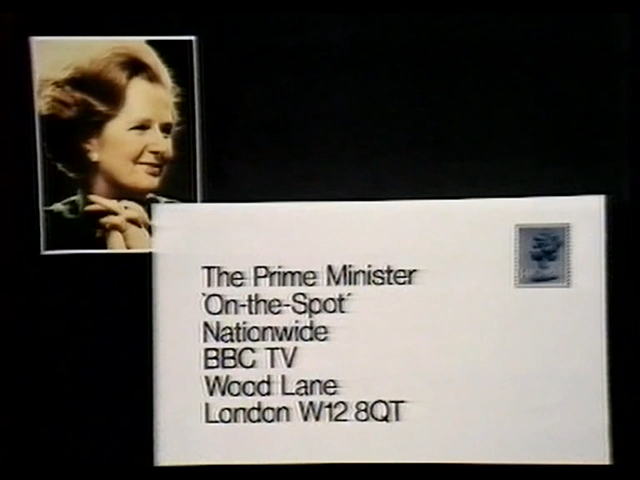 The Prime Minister
'On-the-Spot'
Nationwide
BBC TV
Wood Lane
London W12 8QT